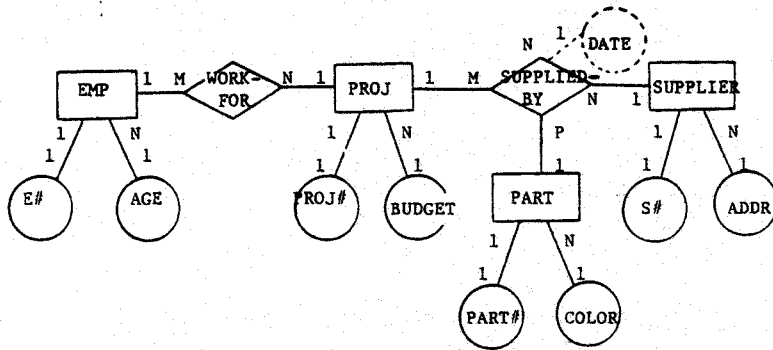 N 1 DATE
1 M WORK- N 1 1 M SUPPLIED-
EMP FOR PROJ BY N 1 SUPPLIER
1 N 1 N P 1 N
1 1 1 1 1 1 1
E# AGE PROJ# BUDGET PART S# ADDR
1 N
1 1
PART# COLOR